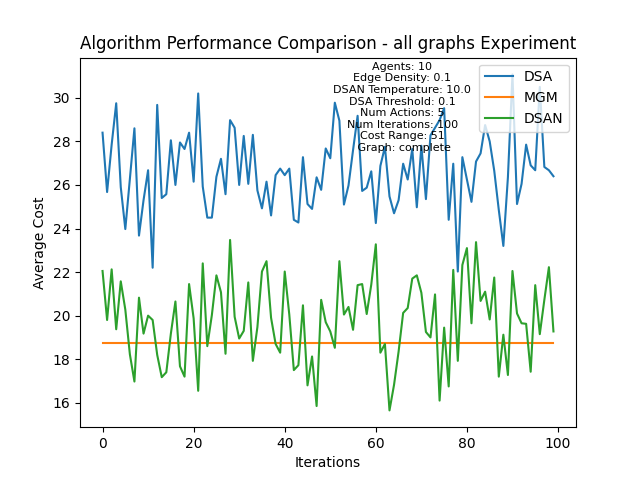 Algorithm Performance Comparison - all graphs Experiment
Agents: 10
Edge Density: 0.1
DSAN Temperature: 10.0
DSA Threshold: 0.1
Num Actions: 5
Num Iterations: 100
Cost Range: 51
Graph: complete
DSA
MGM
DSAN
Average Cost
30
28
26
24
22
20
18
16
0 20 40 60 80 100
Iterations